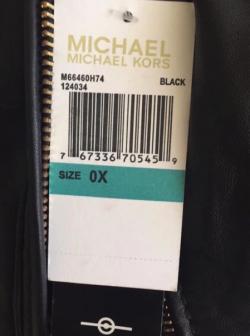 MICHAEL
MICHAEL KORS
M66460H74
124034 BLACK
7 67336 70545 9
SIZE 0X